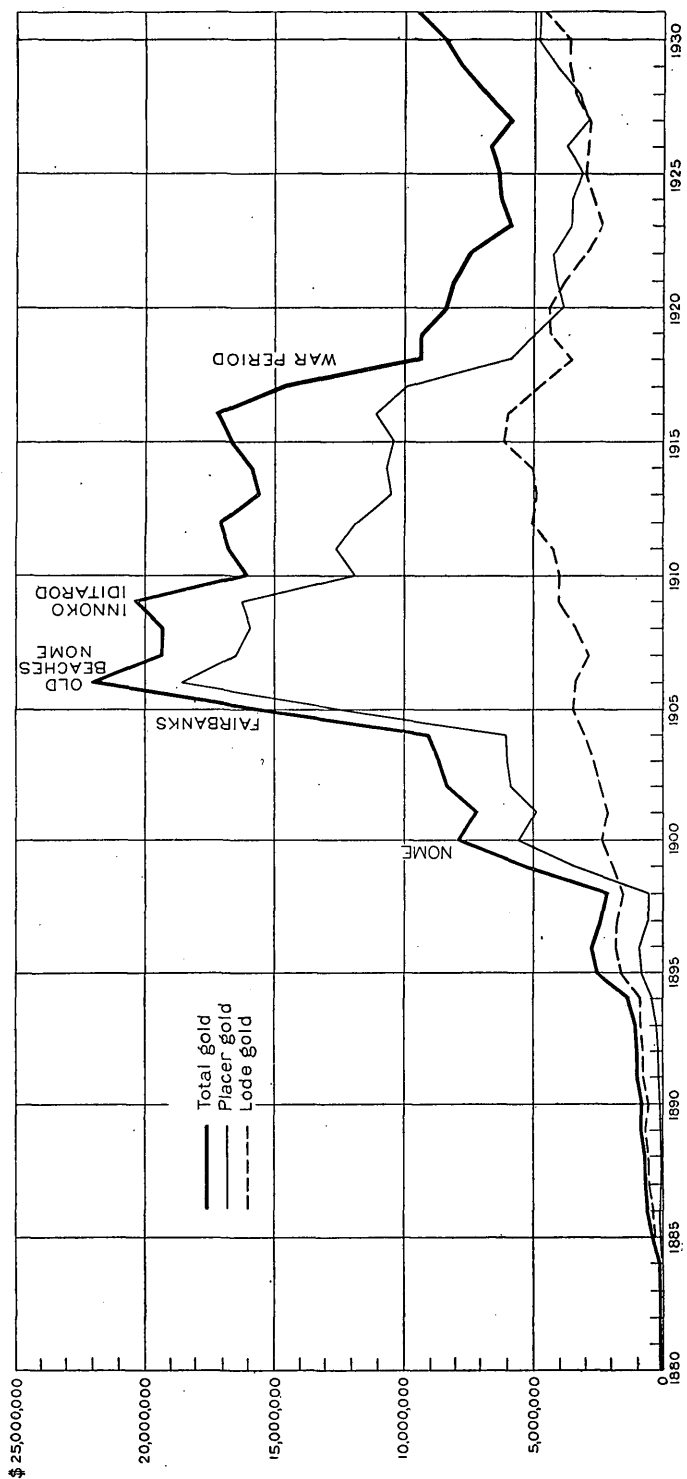 $ 25,000,000
20,000,000
15,000,000
10,000,000
5,000,000
0
Total gold
Placer gold
Lode gold
NOME
FAIRBANKS
OLD
BEACHES
NOME
INNOKO
IDITAROD
WAR PERIOD
1880
1885
1890
1895
1900
1905
1910
1915
1920
1925
1930